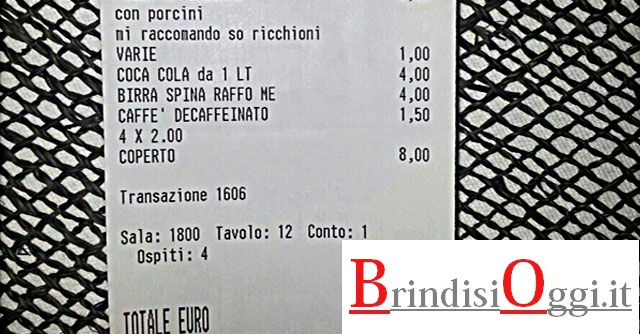 con porcini
mi raccomando so ricchioni
VARIE 1,00
COCA COLA da 1 LT 4,00
BIRRA SPINA RAFFO ME 4,00
CAFFE' DECAFFEINATO 1,50
4 X 2.00
COPERTO 8,00
Transazione 1606
Sala: 1800 Tavolo: 12 Conto: 1
Ospiti: 4
TOTALE EURO
BrindisiOggi.it